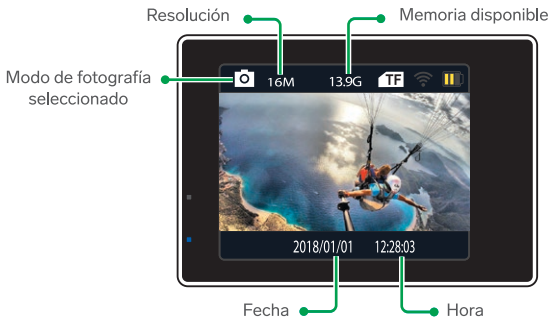 Resolución
Memoria disponible
Modo de fotografía
seleccionado
16M
13.9G
TF
2018/01/01
12:28:03
Fecha
Hora